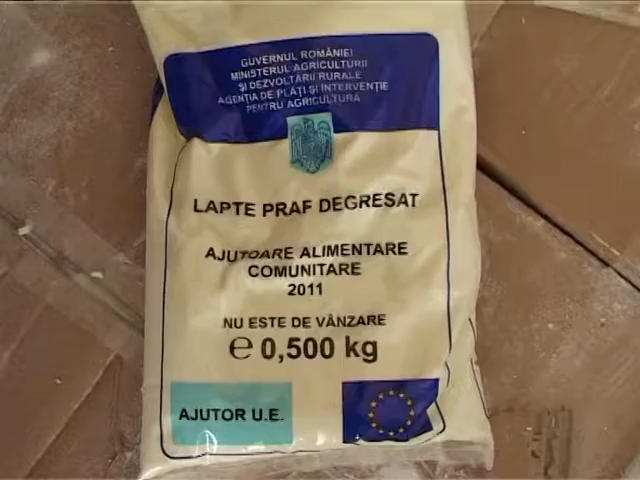 GUVERNUL ROMÂNIEI
MINISTERUL AGRICULTURII
ȘI DEZVOLTĂRII RURALE
AGENȚIA DE PLĂȚI ȘI INTERVENȚIE
PENTRU AGRICULTURĂ
LAPTE PRAF DEGRESAT
AJUTOARE ALIMENTARE
COMUNITARE
2011
NU ESTE DE VÂNZARE
℮ 0,500 kg
AJUTOR U.E.